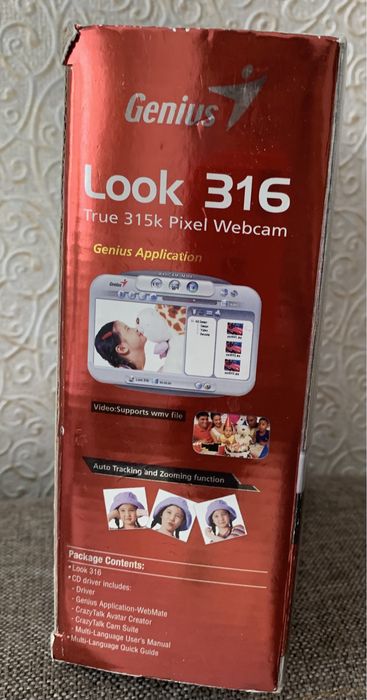 Genius
Look 316
True 315k Pixel Webcam
Genius Application
Genius
Video:Supports wmv file
Auto Tracking and Zooming function
Package Contents:
• Look 316
• CD driver includes:
- Driver
- Genius Application-WebMate
- CrazyTalk Avatar Creator
- CrazyTalk Cam Suite
- Multi-Language User's Manual
• Multi-Language Quick Guide